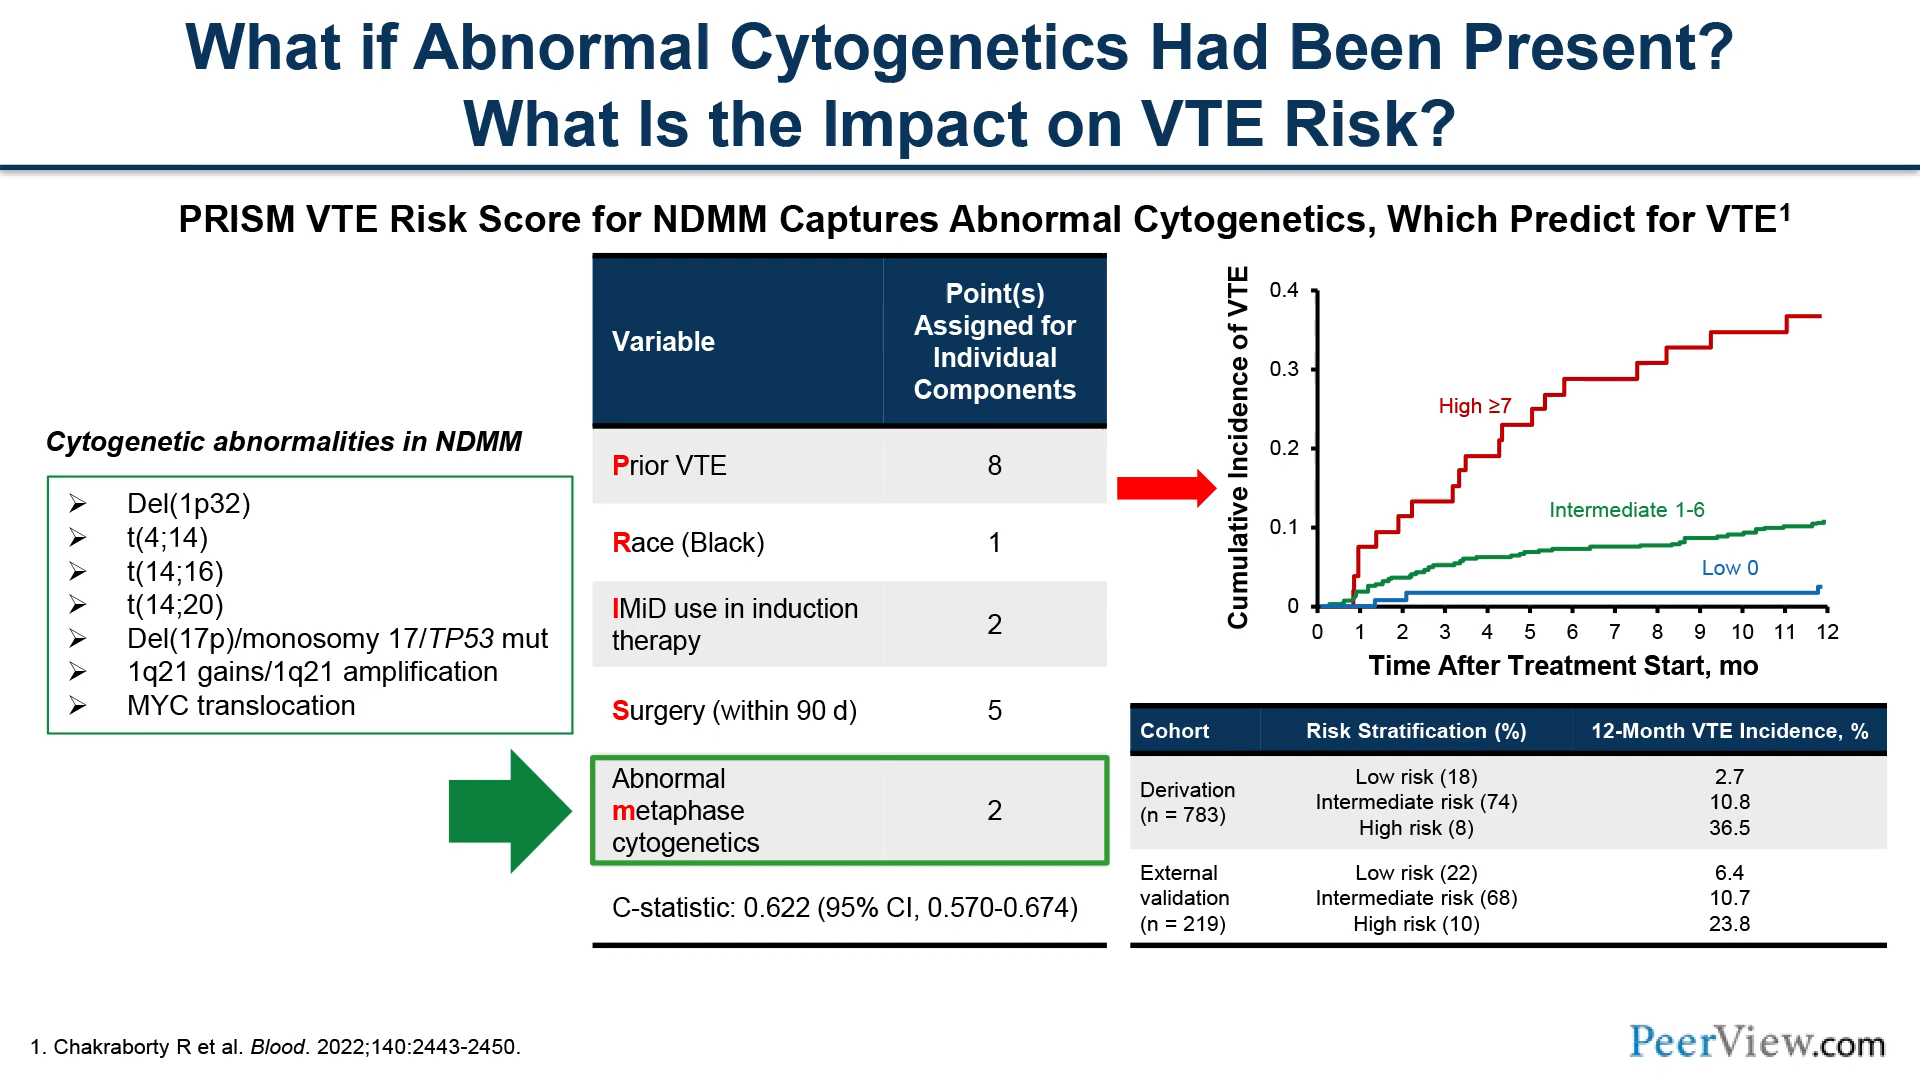 What if Abnormal Cytogenetics Had Been Present?
What Is the Impact on VTE Risk?
PRISM VTE Risk Score for NDMM Captures Abnormal Cytogenetics, Which Predict for VTE¹
Cytogenetic abnormalities in NDMM
➢ Del(1p32)
➢ t(4;14)
➢ t(14;16)
➢ t(14;20)
➢ Del(17p)/monosomy 17/TP53 mut
➢ 1q21 gains/1q21 amplification
➢ MYC translocation
Variable
Point(s)
Assigned for
Individual
Components
Prior VTE 8
Race (Black) 1
IMiD use in induction
therapy
2
Surgery (within 90 d) 5
Abnormal
metaphase
cytogenetics
2
C-statistic: 0.622 (95% CI, 0.570-0.674)
Cumulative Incidence of VTE
0.4
0.3
0.2
0.1
0
High ≥7
Intermediate 1-6
Low 0
0 1 2 3 4 5 6 7 8 9 10 11 12
Time After Treatment Start, mo
Cohort Risk Stratification (%) 12-Month VTE Incidence, %
Derivation
(n = 783)
Low risk (18) 2.7
Intermediate risk (74) 10.8
High risk (8) 36.5
External
validation
(n = 219)
Low risk (22) 6.4
Intermediate risk (68) 10.7
High risk (10) 23.8
1. Chakraborty R et al. Blood. 2022;140:2443-2450.
PeerView.com